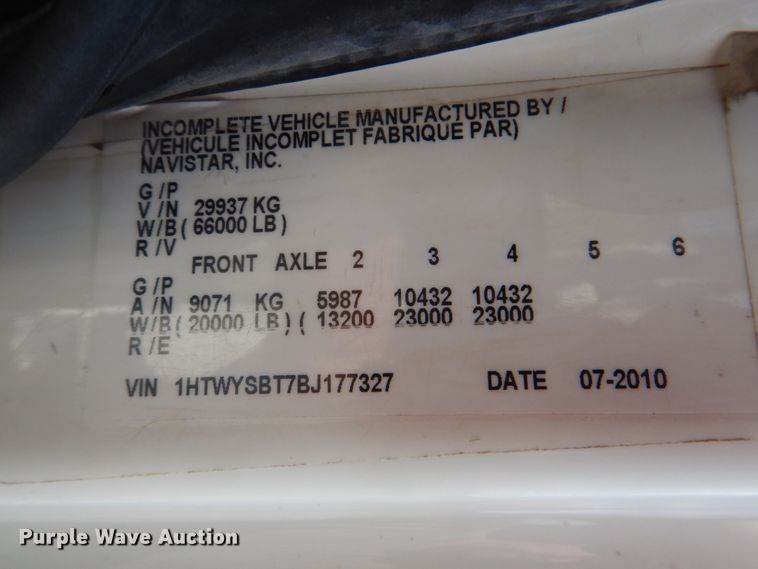 INCOMPLETE VEHICLE MANUFACTURED BY /
(VEHICULE INCOMPLET FABRIQUE PAR)
NAVISTAR, INC.
G /P
V /N 29937 KG
W/B ( 66000 LB )
R /V
FRONT AXLE 2 3 4 5 6
G /P
A /N 9071 KG 5987 10432 10432
W/B ( 20000 LB ) ( 13200 23000 23000
R /E
VIN 1HTWYSBT7BJ177327 DATE 07-2010
Purple Wave Auction